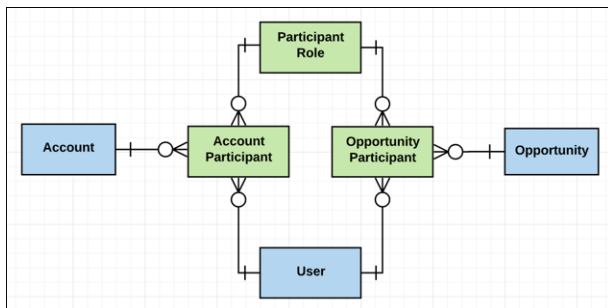 Participant
Role
Account
Account
Participant
Opportunity
Participant
Opportunity
User